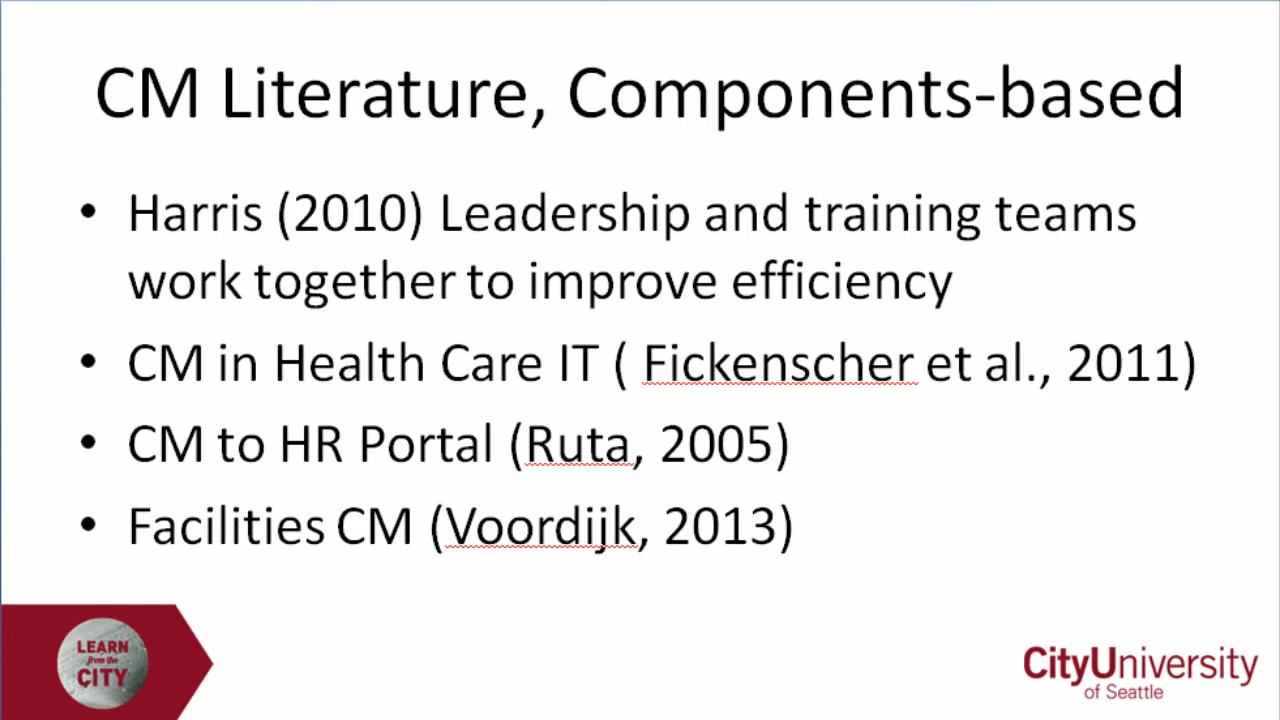 CM Literature, Components-based
• Harris (2010) Leadership and training teams
work together to improve efficiency
• CM in Health Care IT ( Fickenscher et al., 2011)
• CM to HR Portal (Ruta, 2005)
• Facilities CM (Voordijk, 2013)
LEARN
from the
CITY
CityUniversity
of Seattle